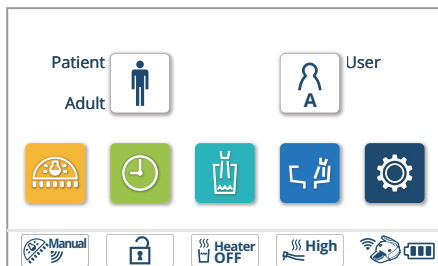 Patient
User
Adult
A
Manual
Heater
OFF
High